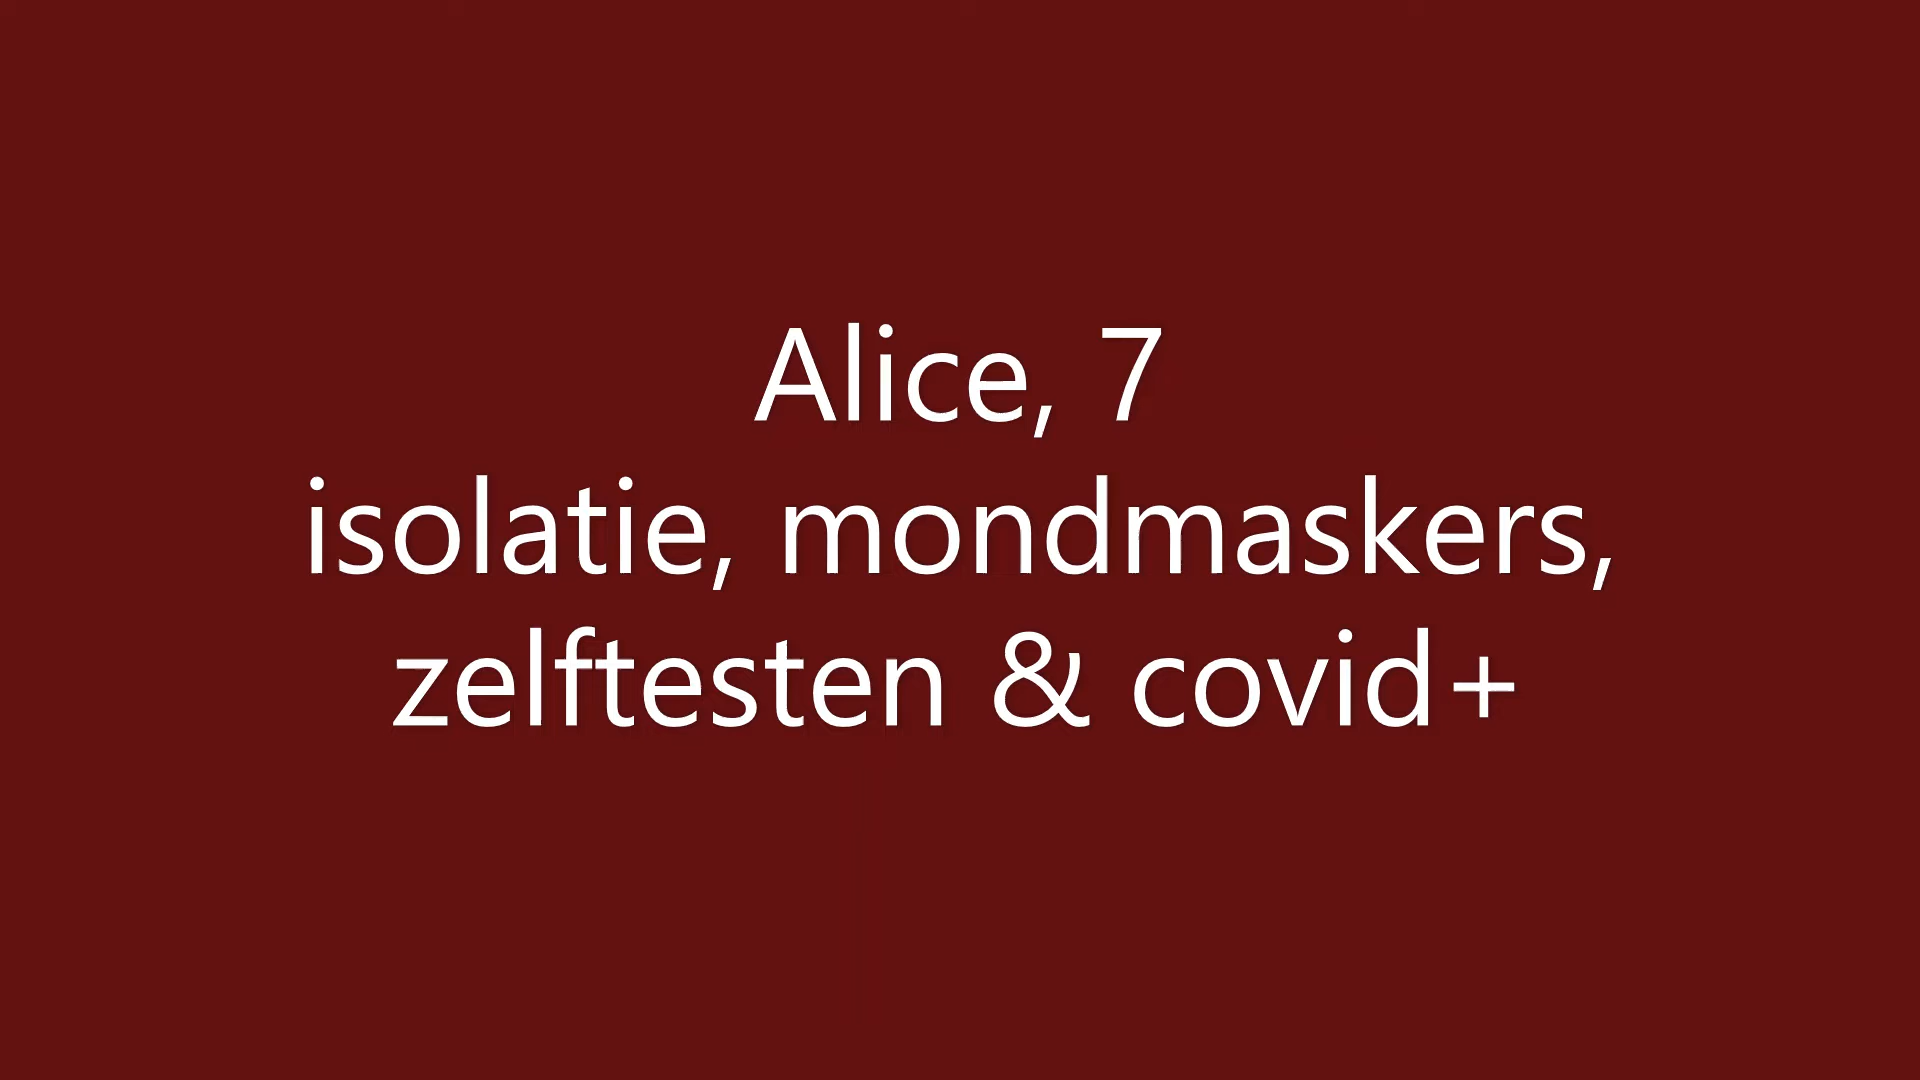 Alice, 7
isolatie, mondmaskers,
zelftesten & covid+